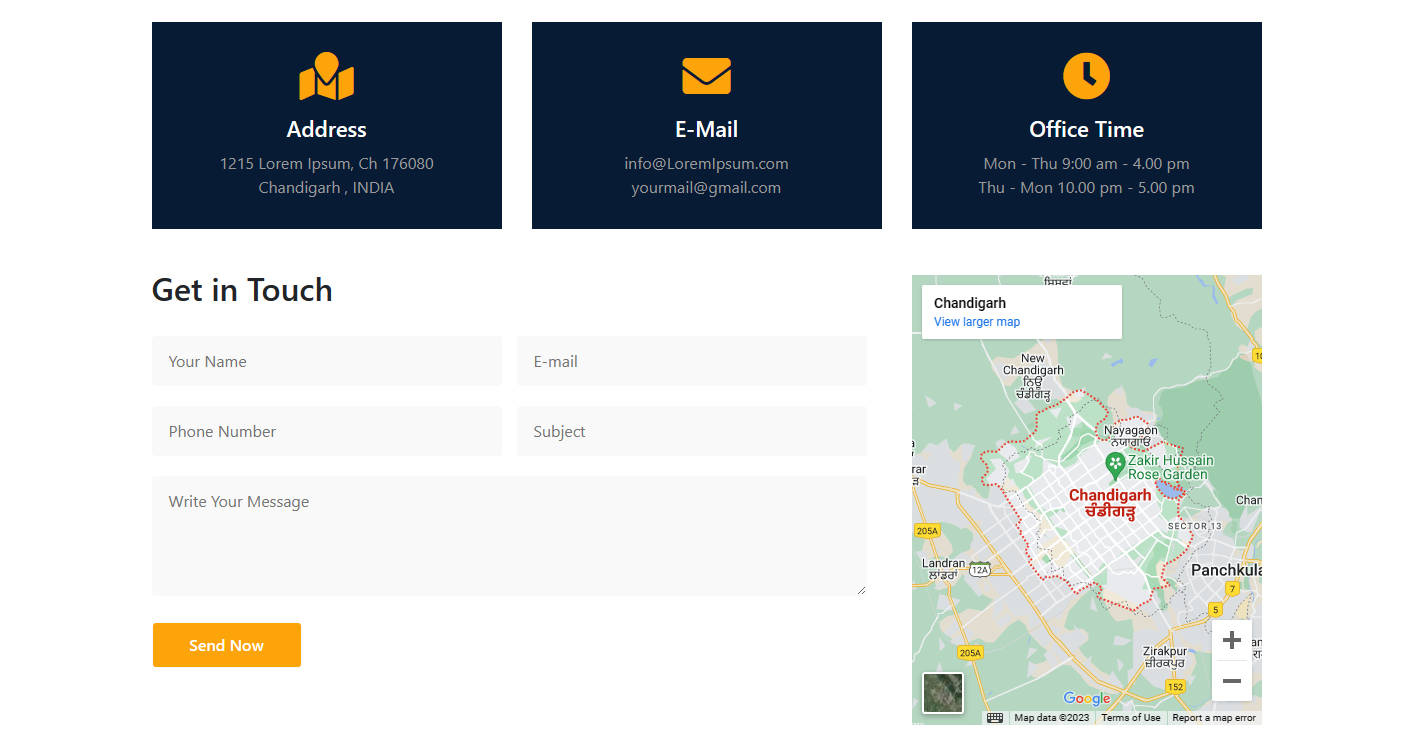 Address
1215 Lorem Ipsum, Ch 176080
Chandigarh , INDIA
E-Mail
info@LoremIpsum.com
yourmail@gmail.com
Office Time
Mon - Thu 9:00 am - 4.00 pm
Thu - Mon 10.00 pm - 5.00 pm
Get in Touch
Your Name
E-mail
Phone Number
Subject
Write Your Message
Send Now
Chandigarh
View larger map
New
Chandigarh
ਨਿਊ
ਚੰਡੀਗੜ੍ਹ
Nayagaon
ਨਯਾਗਾਂਓ
Zakir Hussain
Rose Garden
Chandigarh
ਚੰਡੀਗੜ੍ਹ
Chan
SECTOR 13
205A
Landran
ਲਾਂਡਰਾਂ
12A
Panchkula
7
5
205A
Zirakpur
ਜ਼ੀਰਕਪੁਰ
152
Google
Map data ©2023
Terms of Use
Report a map error